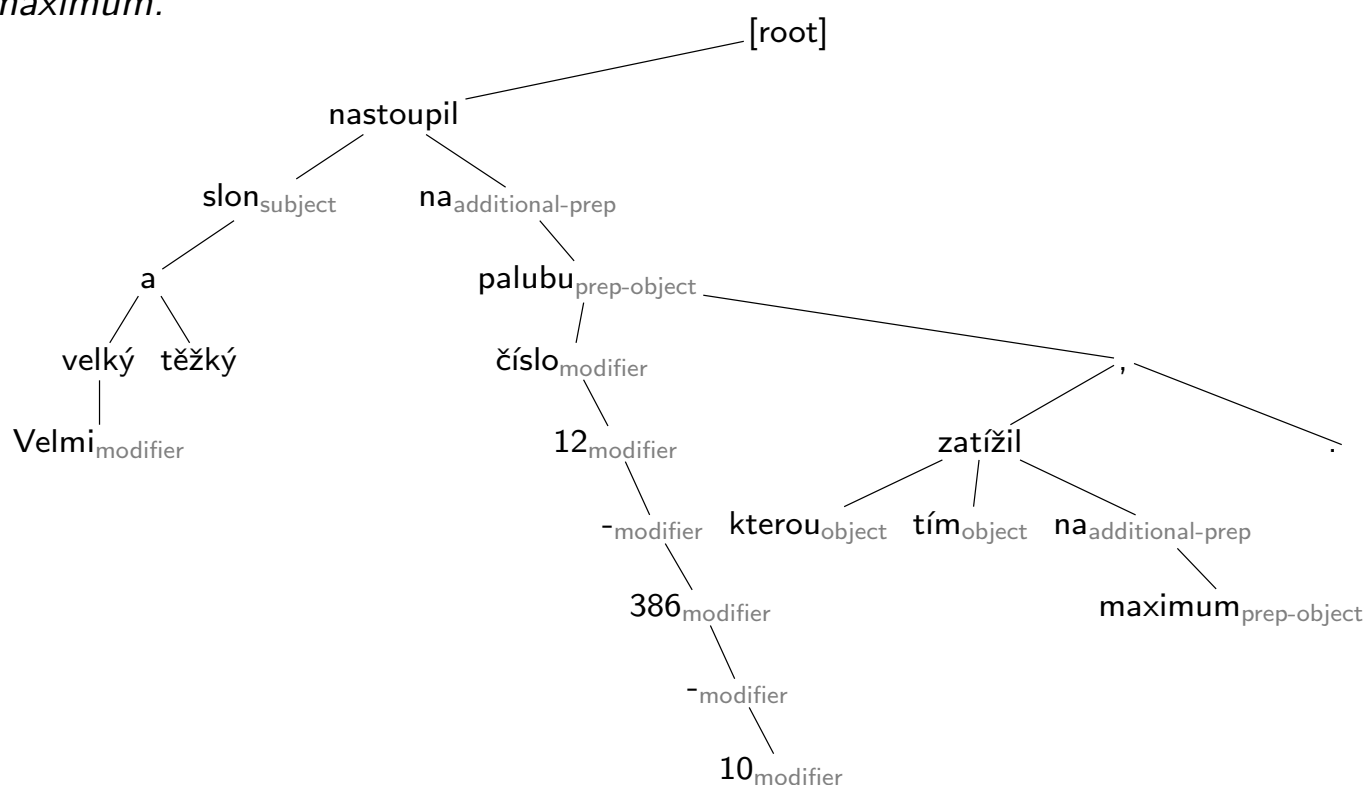 maximum.
[root]
nastoupil
slonsubject naadditional-prep
a palubuprep-object
velký těžký číslomodifier ,
Velmimodifier 12modifier zatížil .
-modifier kterouobject tímobject naadditional-prep
386modifier maximumprep-object
-modifier
10modifier